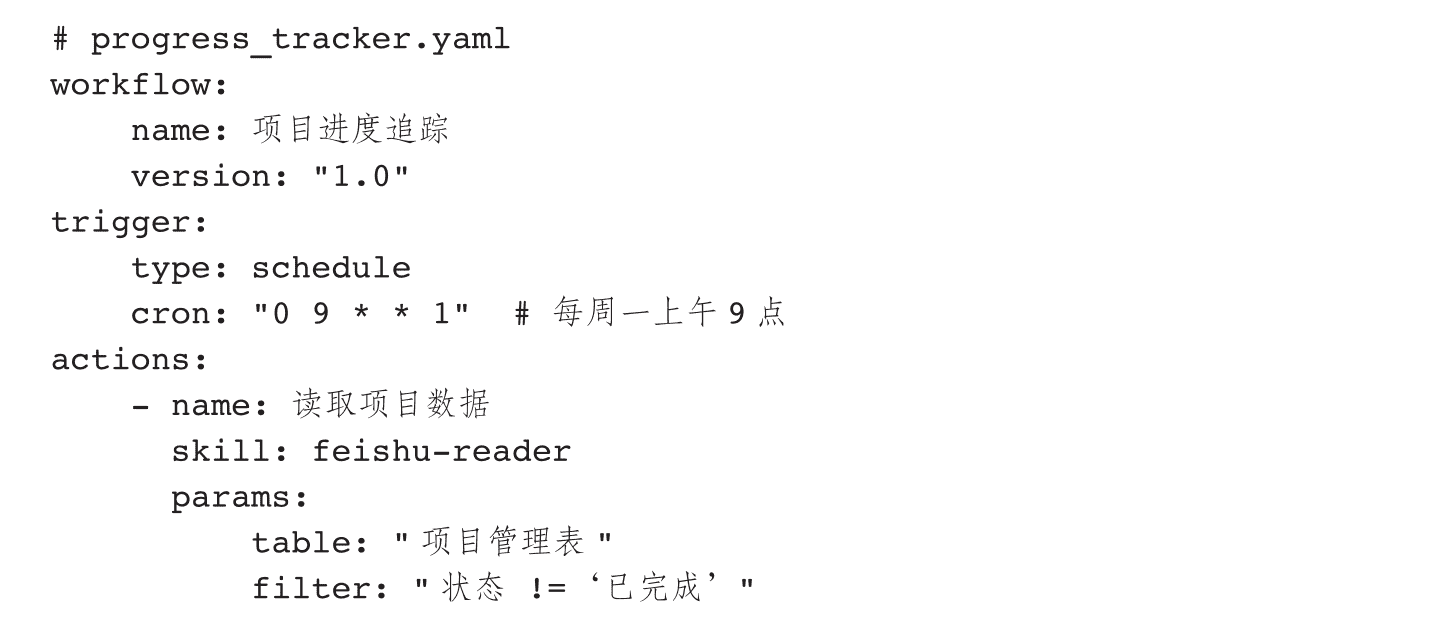 # progress_tracker.yaml
workflow:
    name: 项目进度追踪
    version: "1.0"
trigger:
    type: schedule
    cron: "0 9 * * 1"  # 每周一上午 9 点
actions:
    - name: 读取项目数据
      skill: feishu-reader
      params:
          table: "项目管理表"
          filter: "状态 != ‘已完成’"